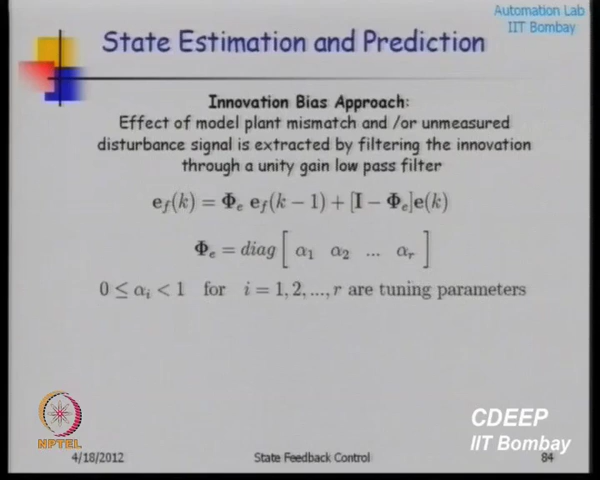 Automation Lab
IIT Bombay
State Estimation and Prediction
Innovation Bias Approach:
Effect of model plant mismatch and /or unmeasured
disturbance signal is extracted by filtering the innovation
through a unity gain low pass filter
e_f(k) = Φ_e e_f(k − 1) + [I − Φ_e]e(k)
Φ_e = diag [ α_1 α_2 ... α_r ]
0 ≤ α_i < 1 for i = 1, 2, ..., r are tuning parameters
NPTEL
CDEEP
IIT Bombay
4/18/2012 State Feedback Control 84